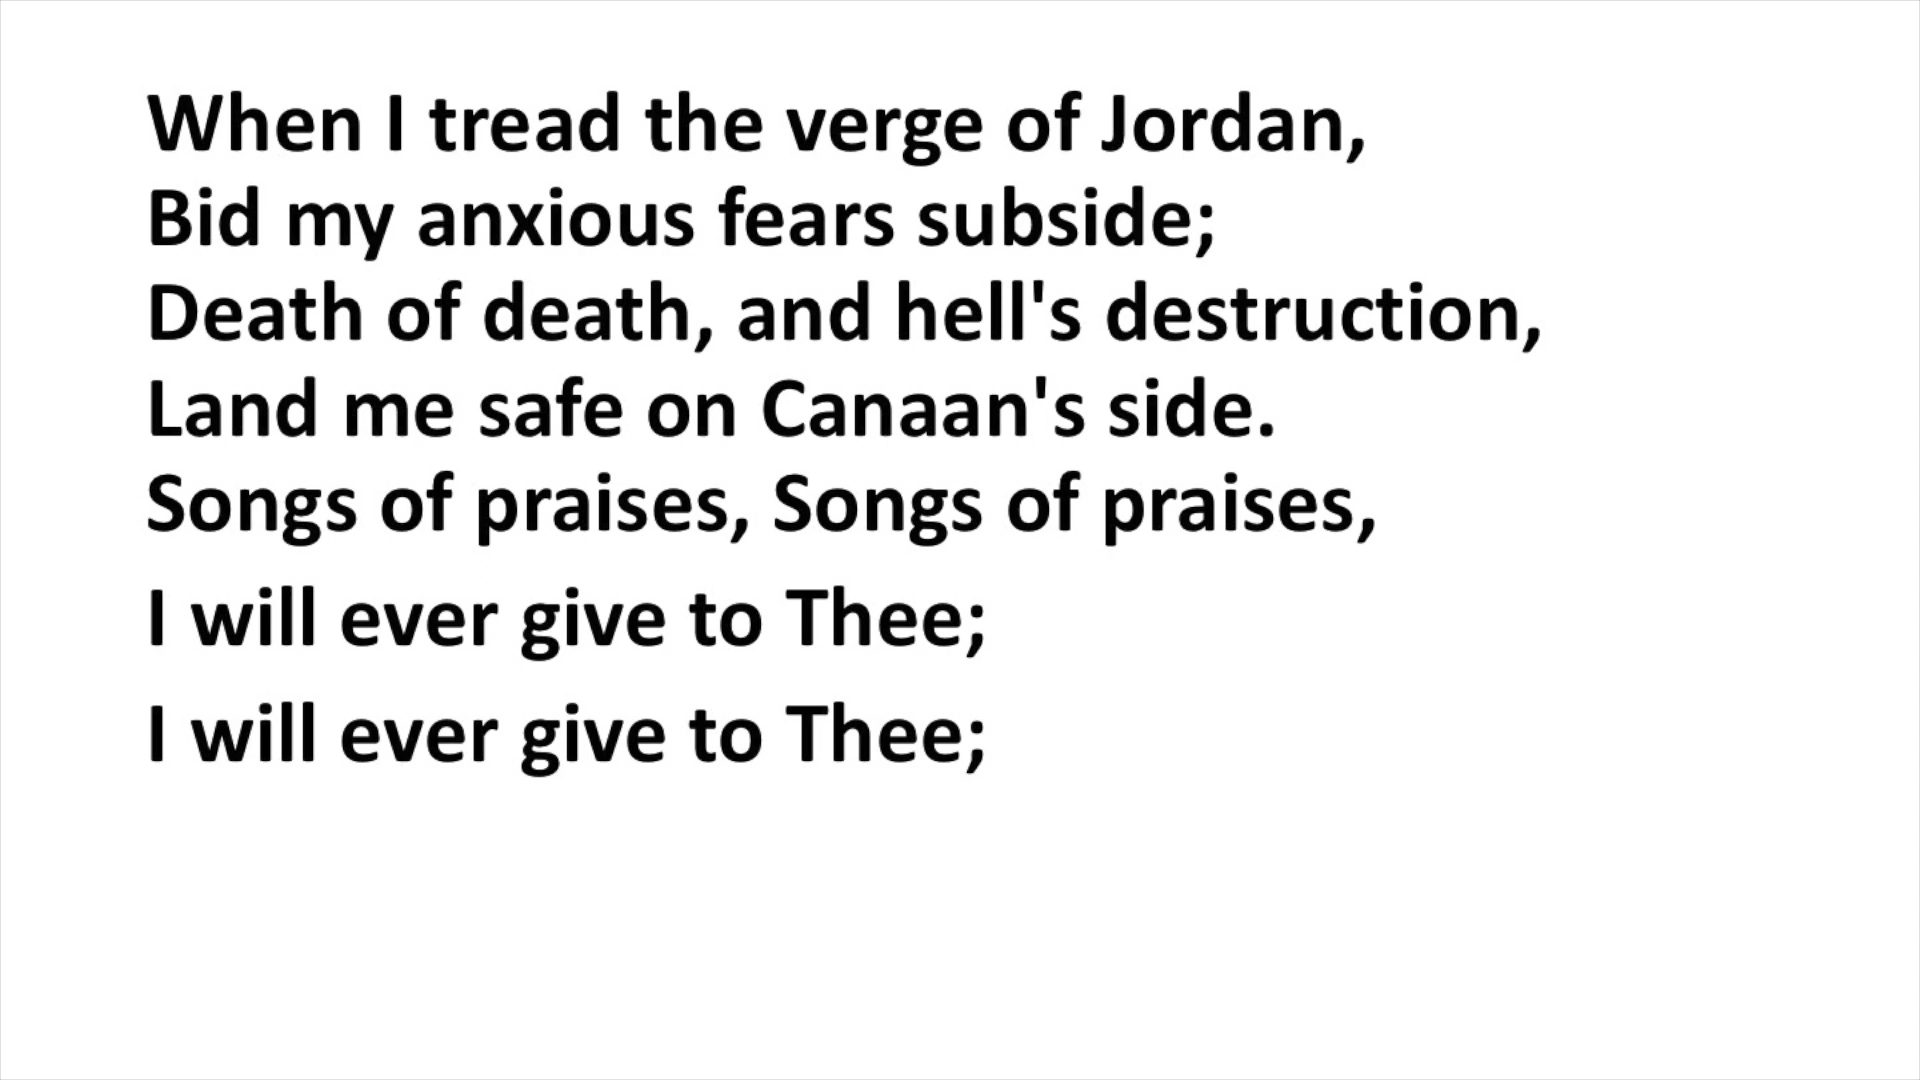 When I tread the verge of Jordan,
Bid my anxious fears subside;
Death of death, and hell's destruction,
Land me safe on Canaan's side.
Songs of praises, Songs of praises,
I will ever give to Thee;
I will ever give to Thee;